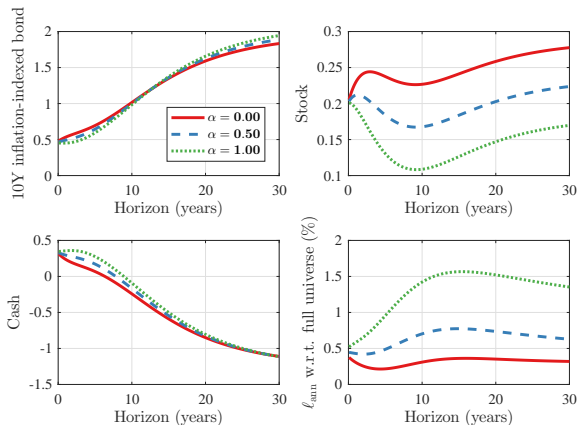 10Y inflation-indexed bond
2
1.5
1
0.5
0
0 10 20 30
Horizon (years)
α = 0.00
α = 0.50
α = 1.00
Stock
0.3
0.25
0.2
0.15
0.1
0 10 20 30
Horizon (years)
Cash
0.5
0
-0.5
-1
-1.5
0 10 20 30
Horizon (years)
ℓann w.r.t. full universe (%)
2
1.5
1
0.5
0
0 10 20 30
Horizon (years)